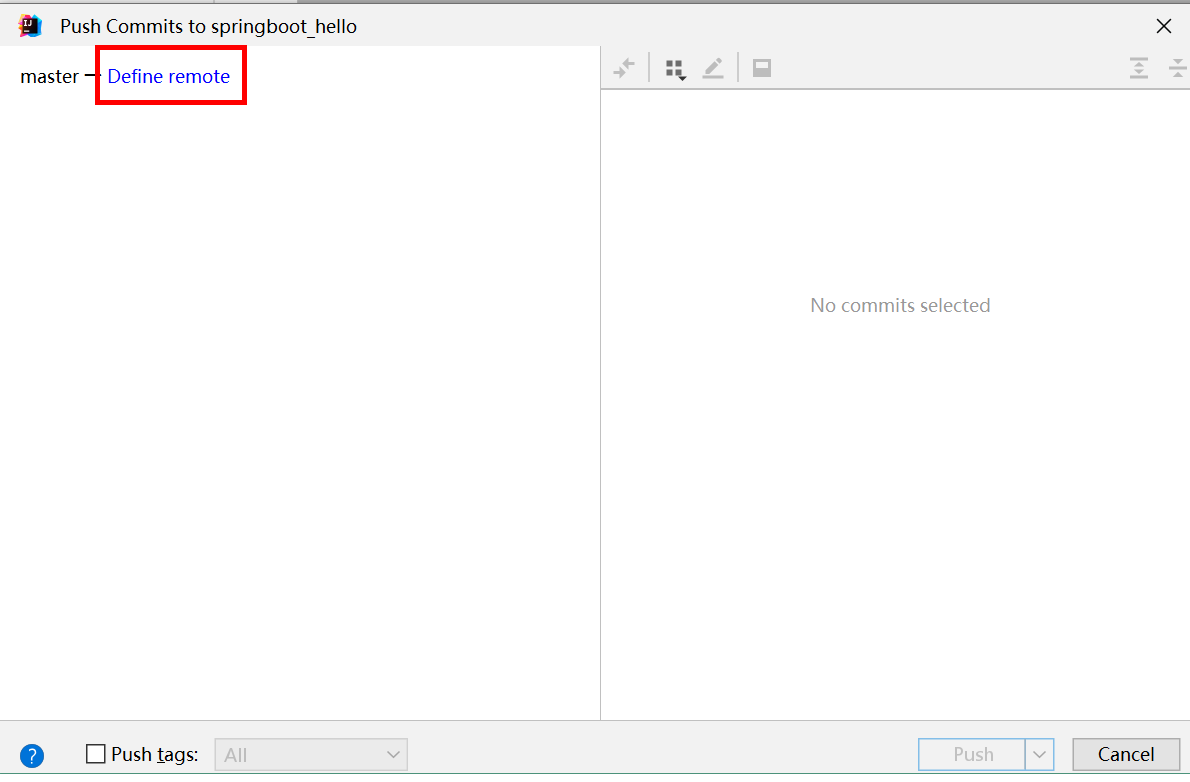 Push Commits to springboot_hello
master — Define remote
No commits selected
? Push tags: All Push Cancel